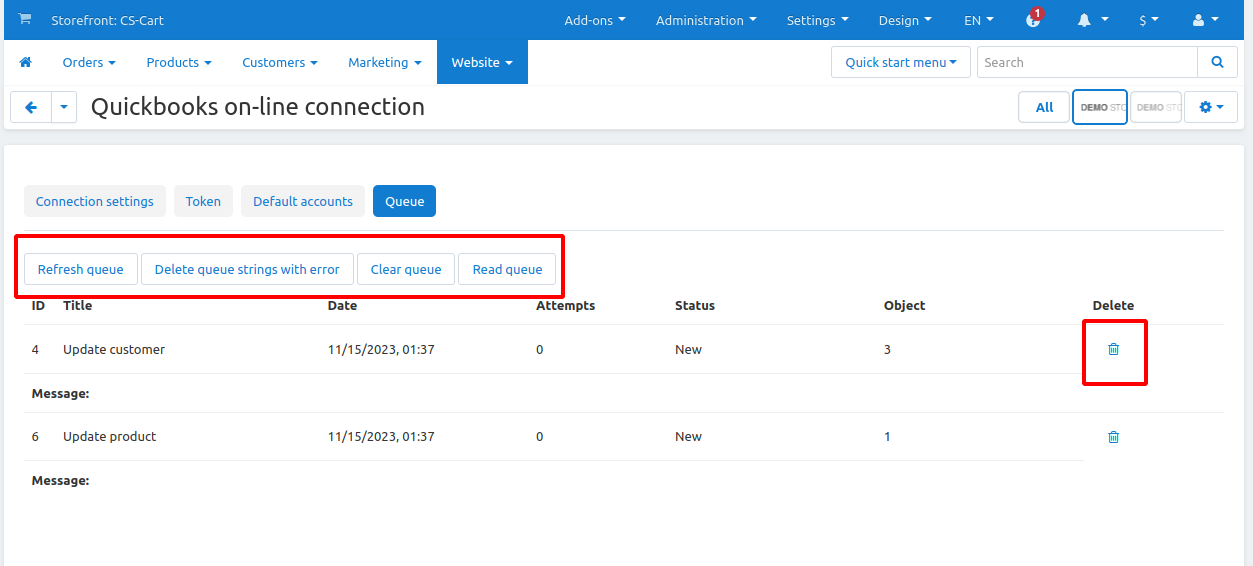 Storefront: CS-Cart Add-ons Administration Settings Design EN 1 $
Orders Products Customers Marketing Website Quick start menu Search
Quickbooks on-line connection All DEMO STO DEMO STO
Connection settings Token Default accounts Queue
Refresh queue Delete queue strings with error Clear queue Read queue
ID Title Date Attempts Status Object Delete
4 Update customer 11/15/2023, 01:37 0 New 3
Message:
6 Update product 11/15/2023, 01:37 0 New 1
Message: